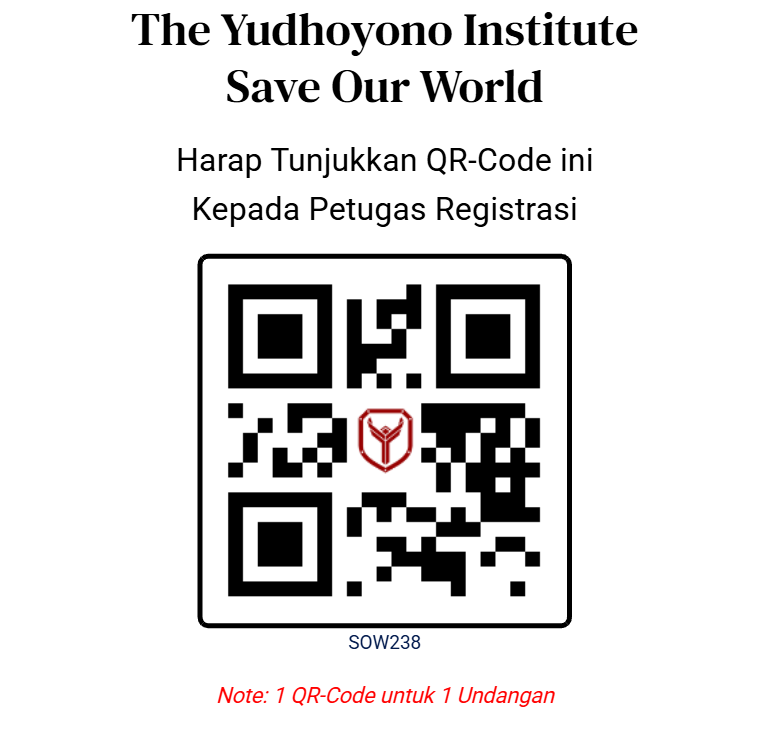 The Yudhoyono Institute
Save Our World
Harap Tunjukkan QR-Code ini
Kepada Petugas Registrasi
SOW238
Note: 1 QR-Code untuk 1 Undangan